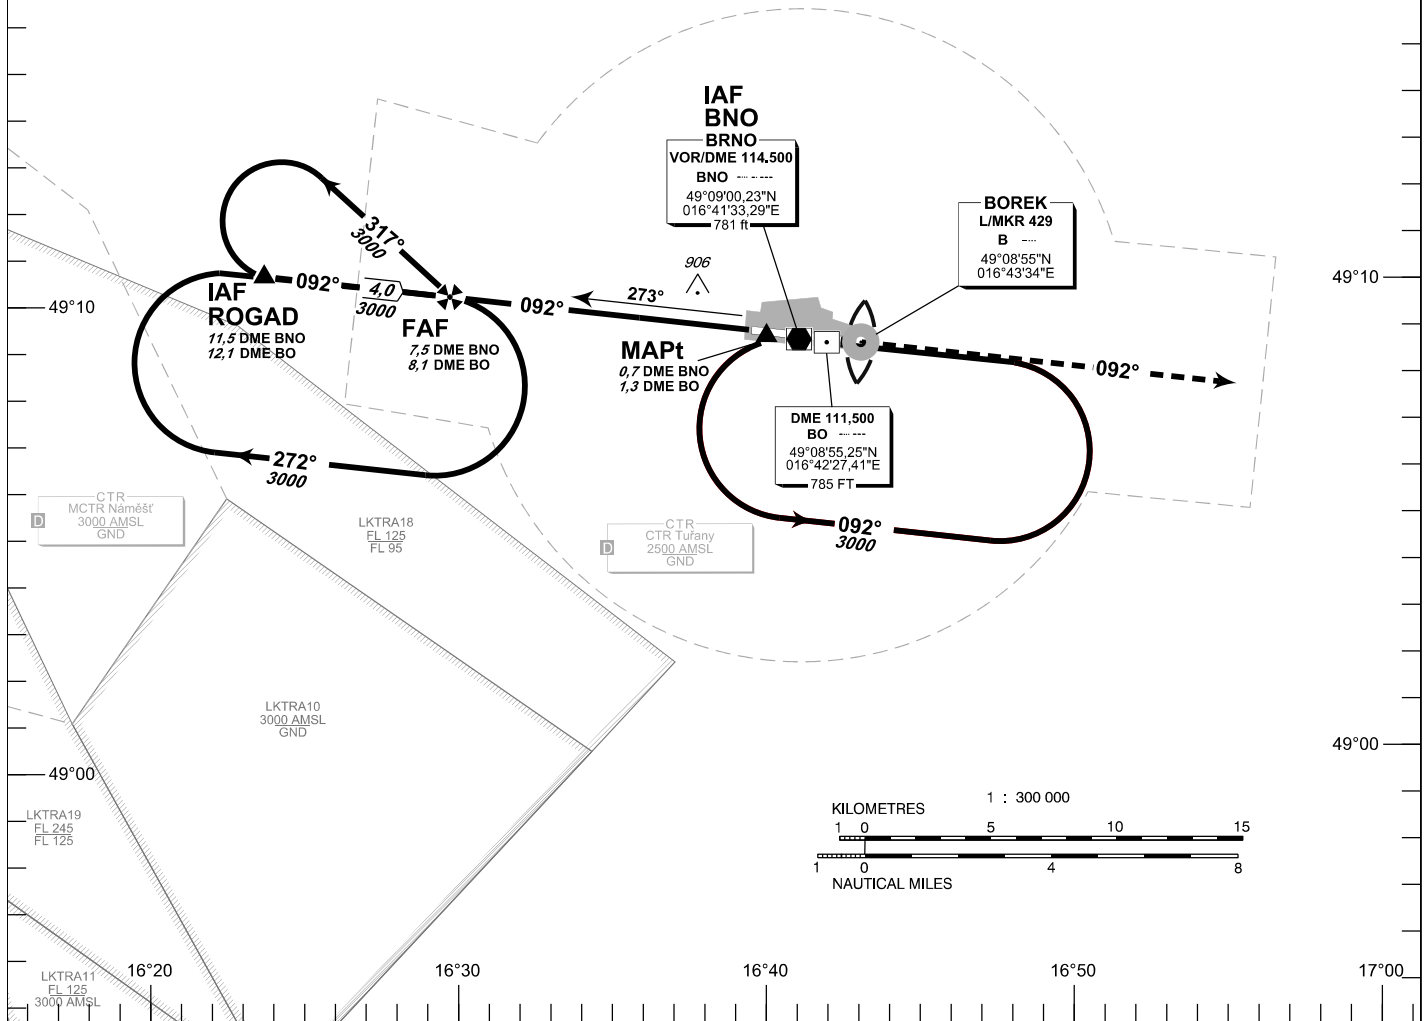 IAF
BNO
BRNO
VOR/DME 114.500
BNO
49°09'00,23"N
016°41'33,29"E
781 ft
BOREK
L/MKR 429
B
49°08'55"N
016°43'34"E
317°
3000
906
273°
49°10
49°10
092°
4,0
3000
092°
IAF
ROGAD
11,5 DME BNO
12,1 DME BO
FAF
7,5 DME BNO
8,1 DME BO
MAPt
0,7 DME BNO
1,3 DME BO
092°
DME 111,500
BO
49°08'55,25"N
016°42'27,41"E
785 FT
272°
3000
092°
3000
CTR
MCTR Náměšť
3000 AMSL
GND
D
LKTRA18
FL 125
FL 95
CTR
CTR Tuřany
2500 AMSL
GND
D
LKTRA10
3000 AMSL
GND
49°00
49°00
LKTRA19
FL 245
FL 125
1 : 300 000
KILOMETRES
1 0 5 10 15
1 0 4 8
NAUTICAL MILES
LKTRA11
FL 125
3000 AMSL
16°20 16°30 16°40 16°50 17°00